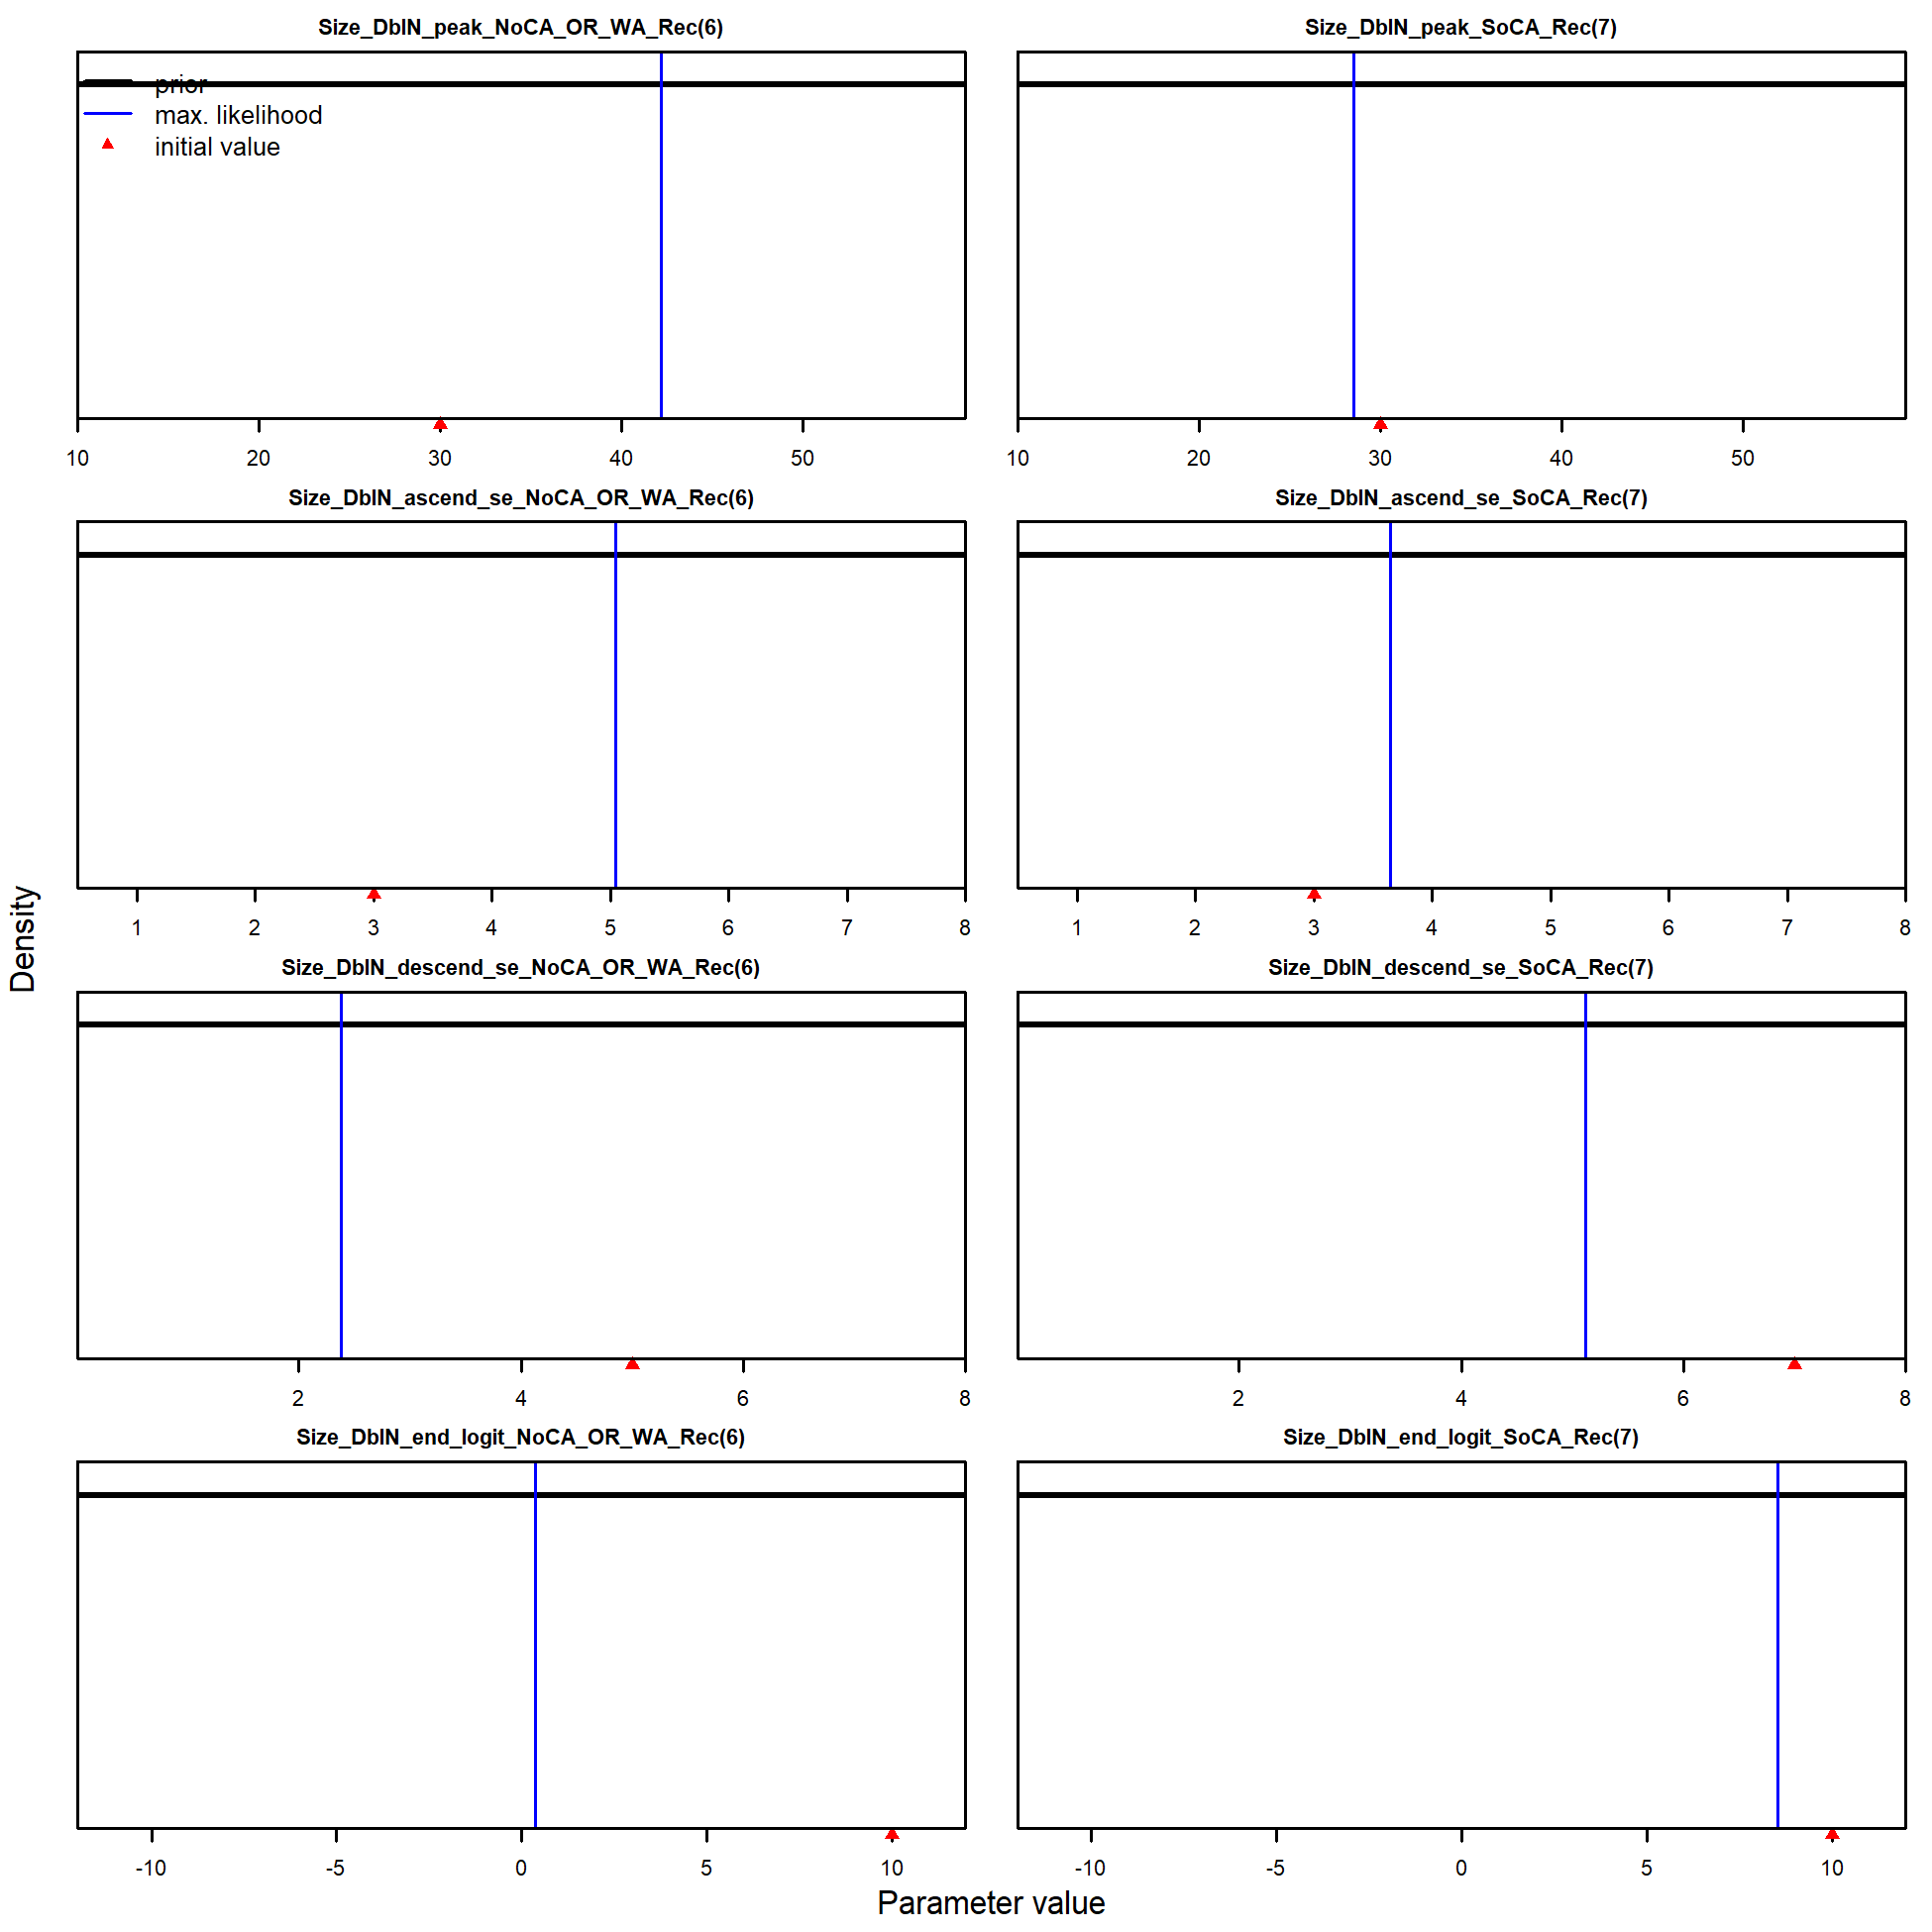 Size_DblN_peak_NoCA_OR_WA_Rec(6)
Size_DblN_peak_SoCA_Rec(7)
prior
max. likelihood
initial value
10 20 30 40 50
10 20 30 40 50
Size_DblN_ascend_se_NoCA_OR_WA_Rec(6)
Size_DblN_ascend_se_SoCA_Rec(7)
1 2 3 4 5 6 7 8
1 2 3 4 5 6 7 8
Density
Size_DblN_descend_se_NoCA_OR_WA_Rec(6)
Size_DblN_descend_se_SoCA_Rec(7)
2 4 6 8
2 4 6 8
Size_DblN_end_logit_NoCA_OR_WA_Rec(6)
Size_DblN_end_logit_SoCA_Rec(7)
-10 -5 0 5 10
-10 -5 0 5 10
Parameter value